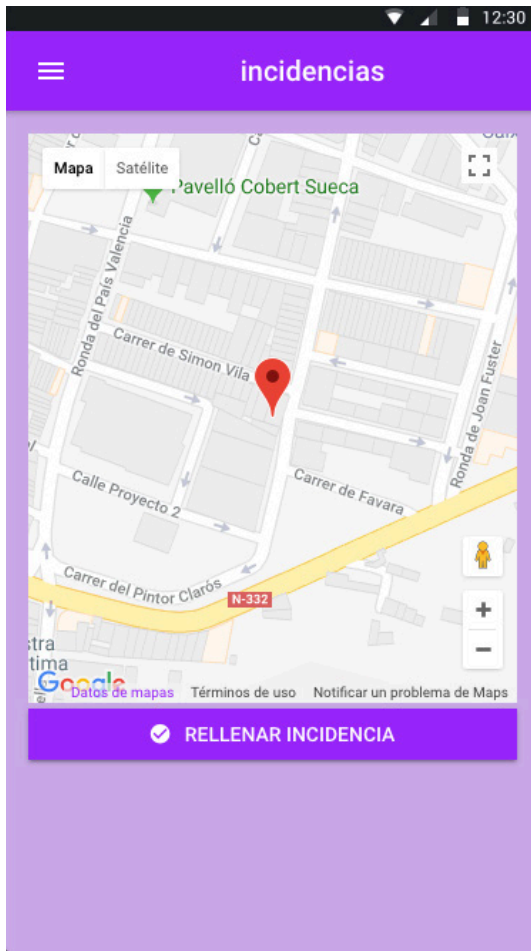 12:30
incidencias
Mapa
Satélite
Pavelló Cobert Sueca
Ronda del País Valencia
Carrer de Simon Vila
Ronda de Joan Fuster
Calle Proyecto 2
Carrer de Favara
Carrer del Pintor Clarós
N-332
Google
Datos de mapas
Términos de uso
Notificar un problema de Maps
RELLENAR INCIDENCIA